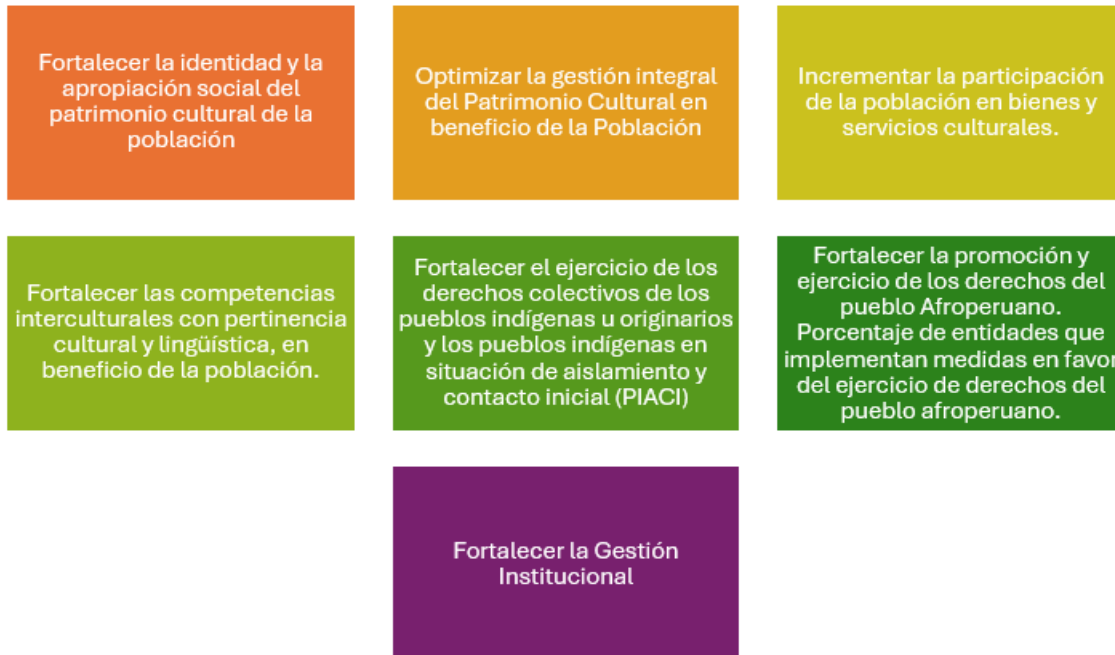 Fortalecer la identidad y la
apropiación social del
patrimonio cultural de la
población
Optimizar la gestión integral
del Patrimonio Cultural en
beneficio de la Población
Incrementar la participación
de la población en bienes y
servicios culturales.
Fortalecer las competencias
interculturales con pertinencia
cultural y lingüística, en
beneficio de la población.
Fortalecer el ejercicio de los
derechos colectivos de los
pueblos indígenas u originarios
y los pueblos indígenas en
situación de aislamiento y
contacto inicial (PIACI)
Fortalecer la promoción y
ejercicio de los derechos del
pueblo Afroperuano.
Porcentaje de entidades que
implementan medidas en favor
del ejercicio de derechos del
pueblo afroperuano.
Fortalecer la Gestión
Institucional